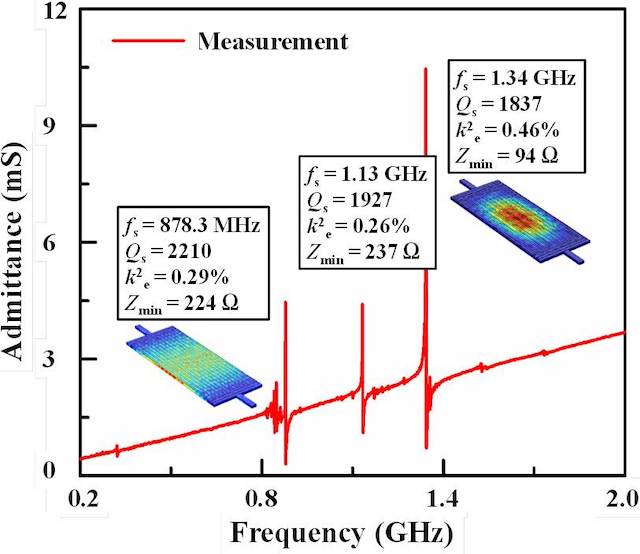 12
9
6
3
0
Admittance (mS)
Measurement
fs = 1.34 GHz
Qs = 1837
k²e = 0.46%
Zmin = 94 Ω
fs = 1.13 GHz
Qs = 1927
k²e = 0.26%
Zmin = 237 Ω
fs = 878.3 MHz
Qs = 2210
k²e = 0.29%
Zmin = 224 Ω
0.2 0.8 1.4 2.0
Frequency (GHz)